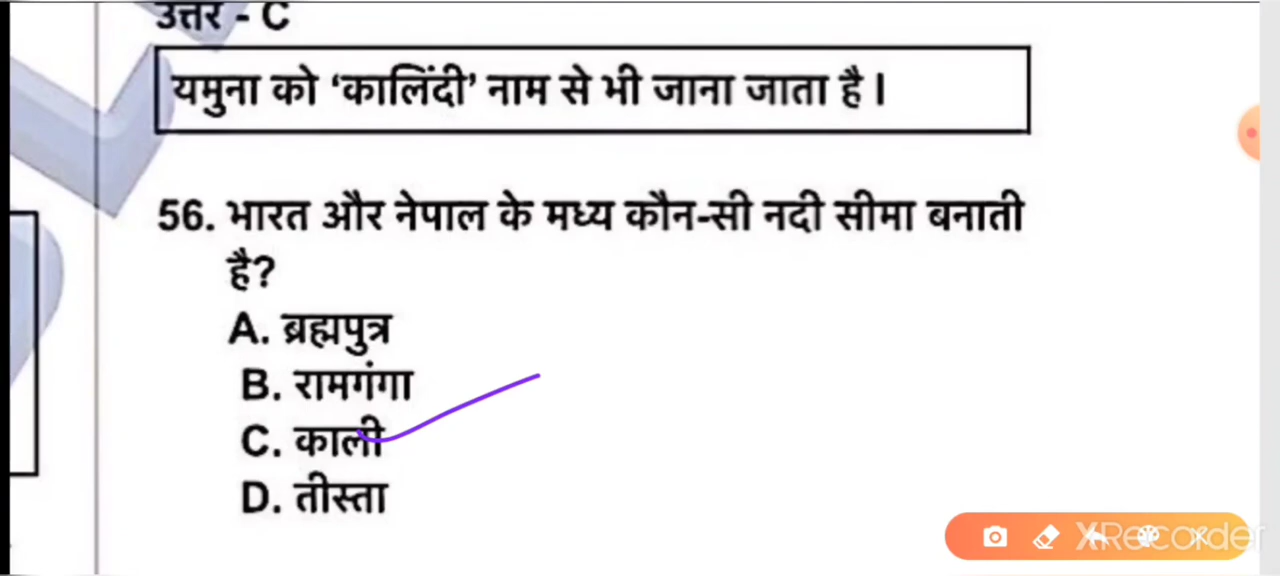 उत्तर - C
यमुना को ‘कालिंदी’ नाम से भी जाना जाता है ।
56. भारत और नेपाल के मध्य कौन-सी नदी सीमा बनाती
है?
A. ब्रह्मपुत्र
B. रामगंगा
C. काली
D. तीस्ता
XRecorder